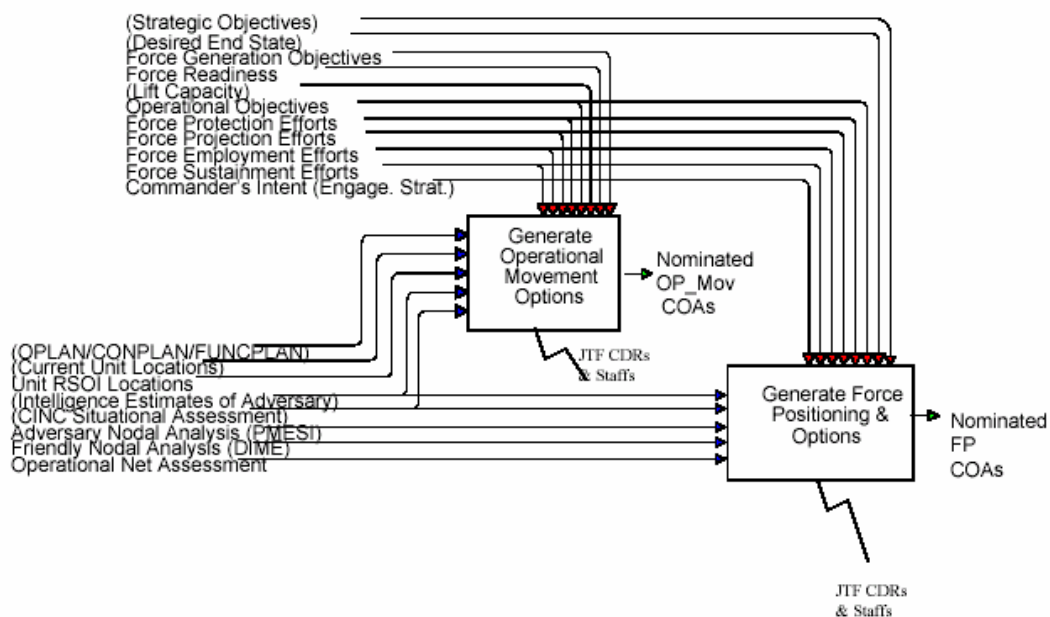 (Strategic Objectives)
(Desired End State)
Force Generation Objectives
Force Readiness
(Lift Capacity)
Operational Objectives
Force Protection Efforts
Force Projection Efforts
Force Employment Efforts
Force Sustainment Efforts
Commander's Intent (Engage. Strat.)
Generate
Operational
Movement
Options
Nominated
OP_Mov
COAs
JTF CDRs
& Staffs
(OPLAN/CONPLAN/FUNCPLAN)
(Current Unit Locations)
Unit RSOI Locations
(Intelligence Estimates of Adversary)
(CINC Situational Assessment)
Adversary Nodal Analysis (PMESI)
Friendly Nodal Analysis (DIME)
Operational Net Assessment
Generate Force
Positioning &
Options
Nominated
FP
COAs
JTF CDRs
& Staffs